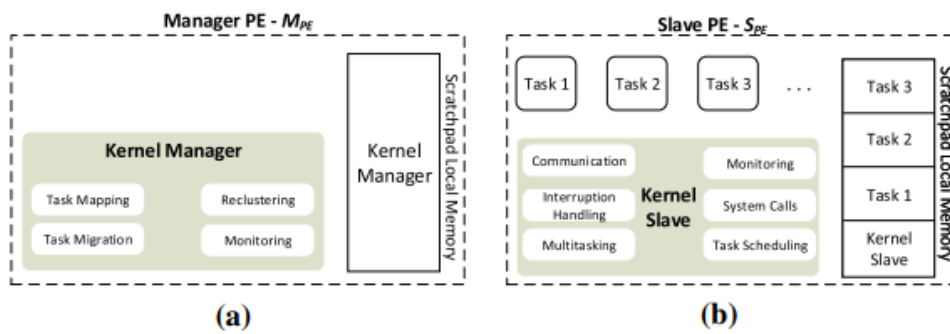 Manager PE - MPE
Kernel Manager
Task Mapping
Reclustering
Task Migration
Monitoring
Kernel
Manager
Scratchpad Local Memory
(a)
Slave PE - SPE
Task 1
Task 2
Task 3
. . .
Communication
Monitoring
Interruption
Handling
Kernel
Slave
System Calls
Multitasking
Task Scheduling
Task 3
Task 2
Task 1
Kernel
Slave
Scratchpad Local Memory
(b)